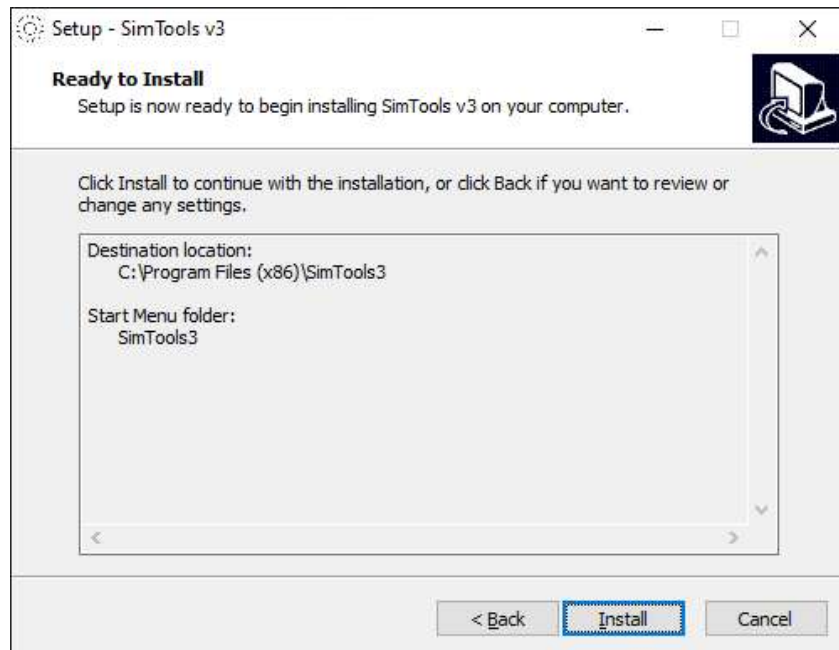 Setup - SimTools v3
Ready to Install
Setup is now ready to begin installing SimTools v3 on your computer.
Click Install to continue with the installation, or click Back if you want to review or
change any settings.
Destination location:
C:\Program Files (x86)\SimTools3
Start Menu folder:
SimTools3
< Back
Install
Cancel